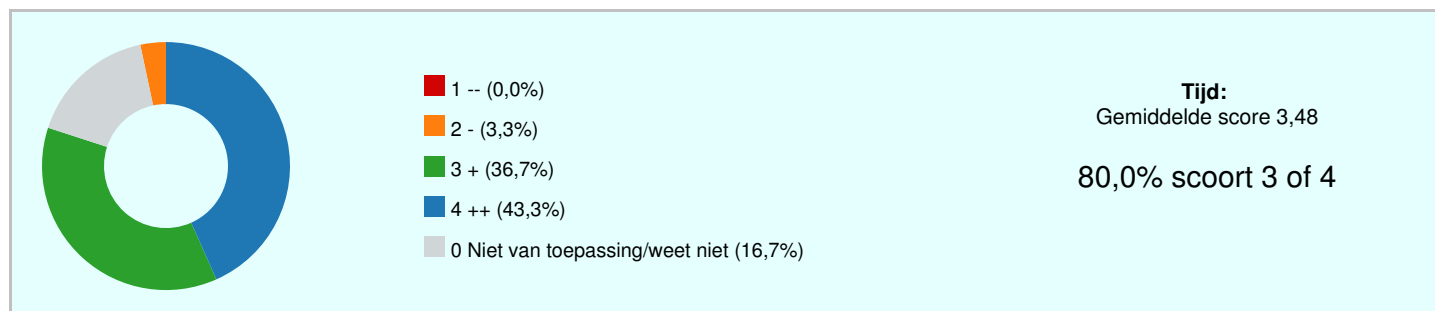 1 -- (0,0%)
2 - (3,3%)
3 + (36,7%)
4 ++ (43,3%)
0 Niet van toepassing/weet niet (16,7%)
Tijd:
Gemiddelde score 3,48
80,0% scoort 3 of 4